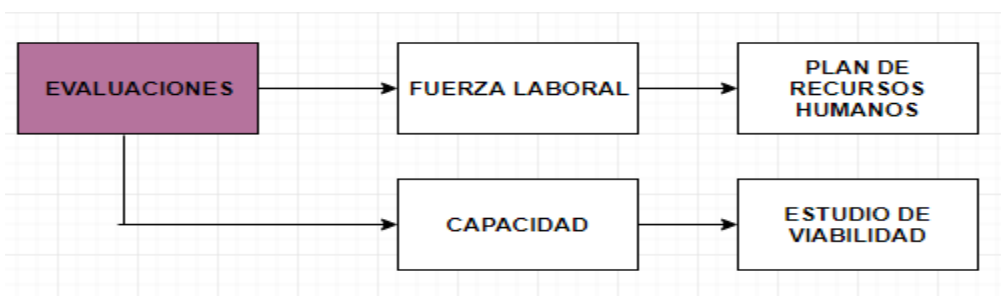 EVALUACIONES
FUERZA LABORAL
PLAN DE
RECURSOS
HUMANOS
CAPACIDAD
ESTUDIO DE
VIABILIDAD